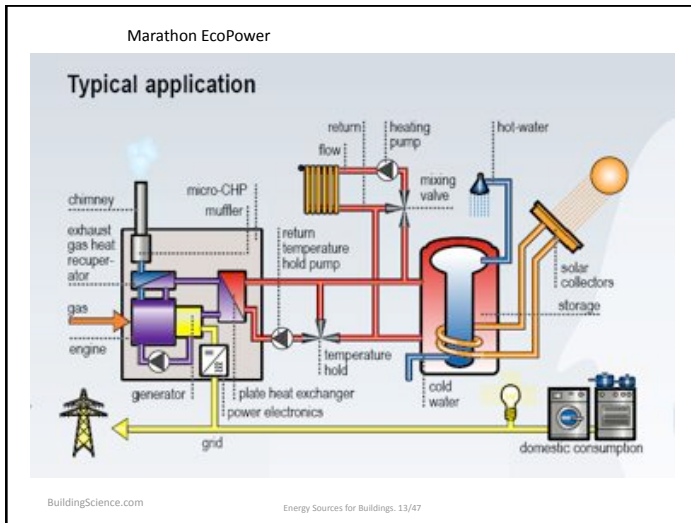 Marathon EcoPower
Typical application
return
heating
pump
flow
hot-water
mixing
valve
micro-CHP
muffler
chimney
exhaust
gas heat
recuper-
ator
return
temperature
hold pump
solar
collectors
gas
storage
engine
temperature
hold
cold
water
generator
plate heat exchanger
power electronics
grid
domestic consumption
BuildingScience.com
Energy Sources for Buildings. 13/47